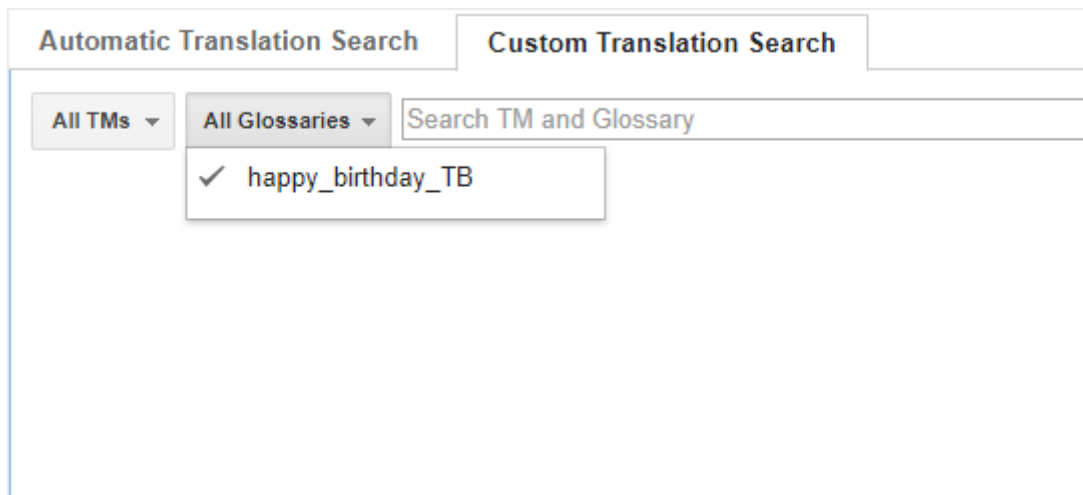 Automatic Translation Search
Custom Translation Search
All TMs
All Glossaries
Search TM and Glossary
happy_birthday_TB